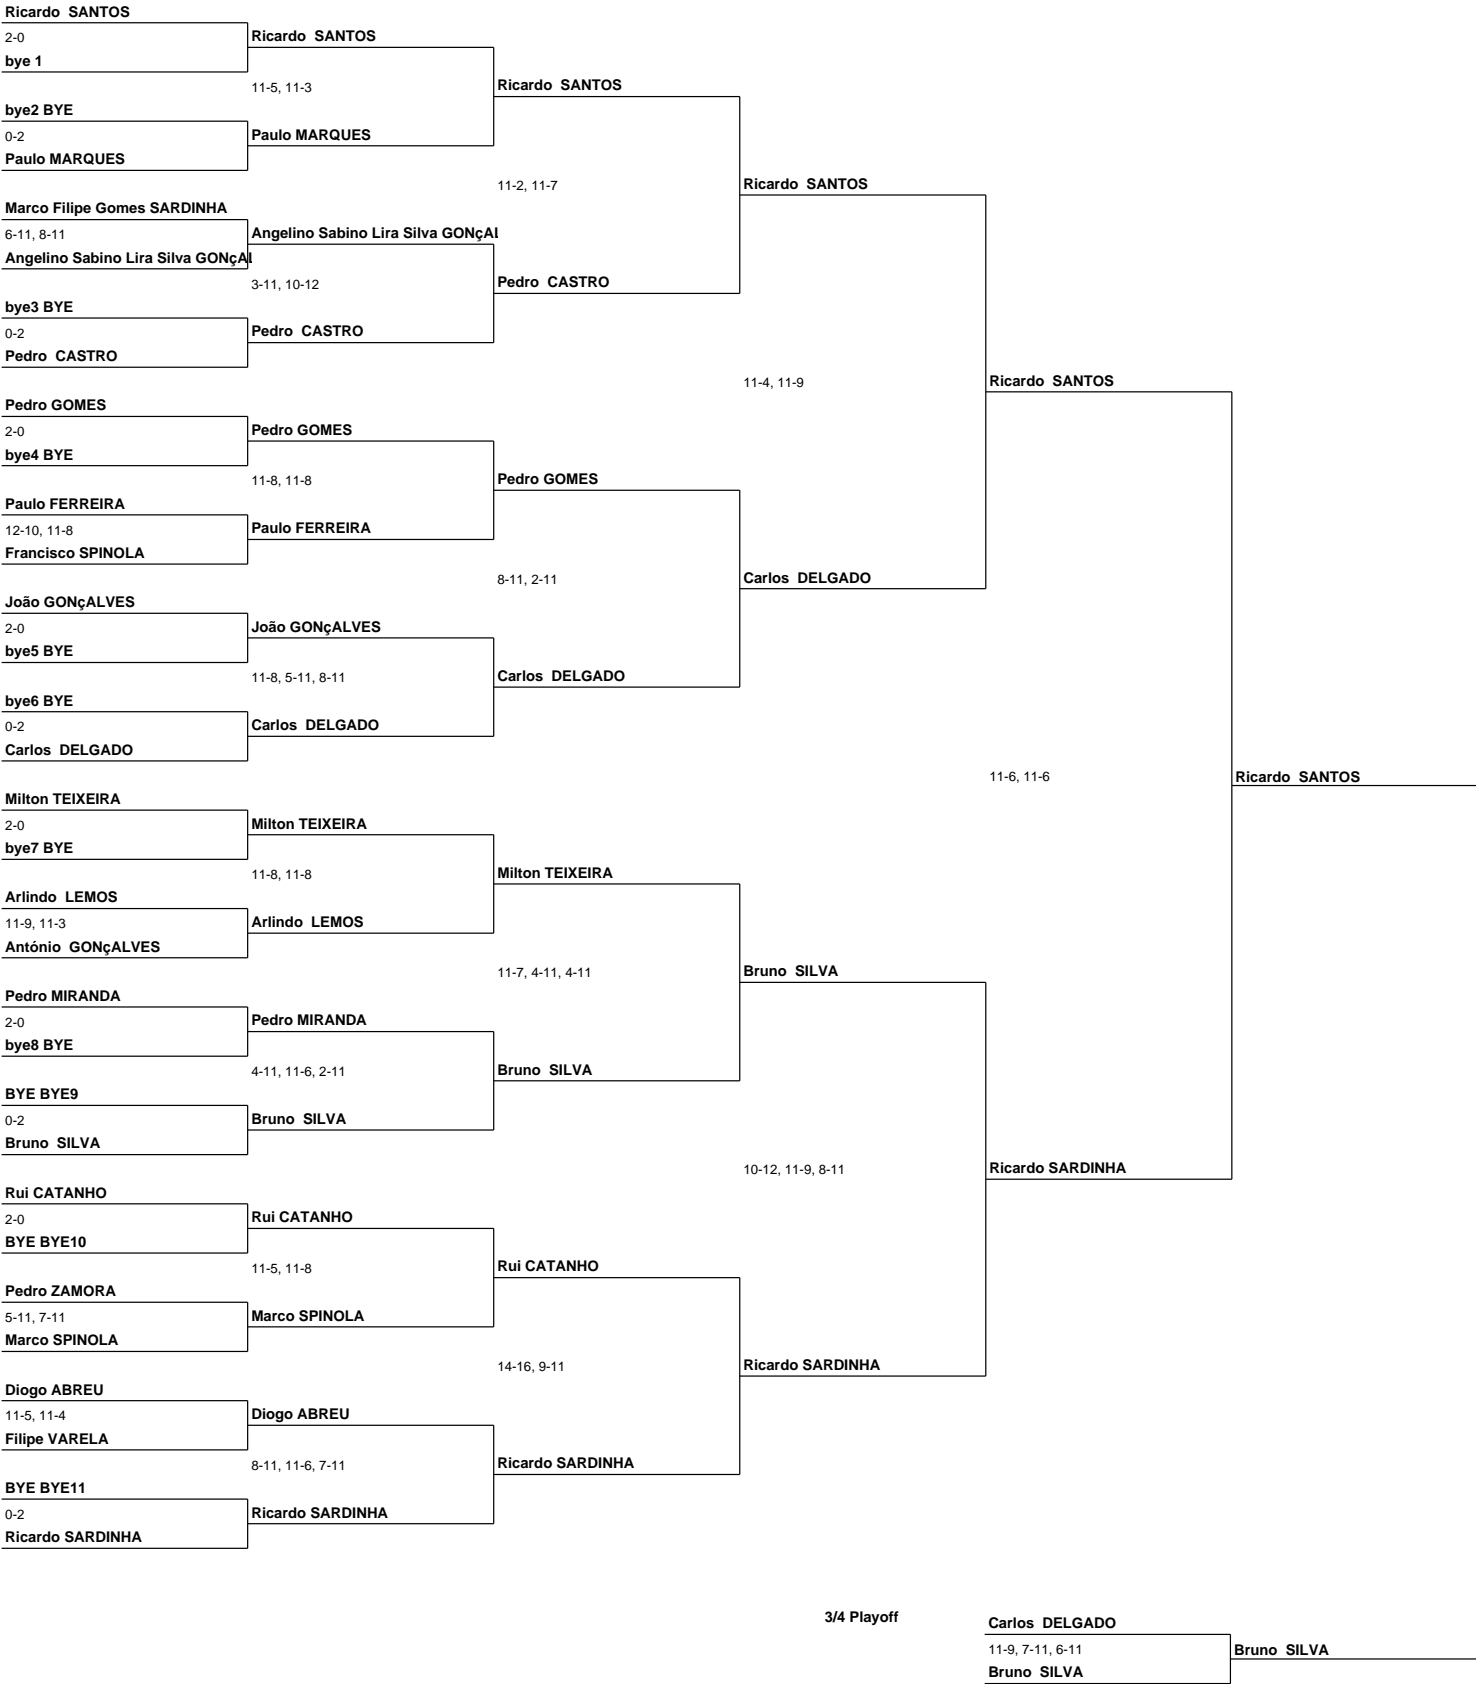 Ricardo  SANTOS
2-0
bye 1
bye2 BYE
0-2
Paulo MARQUES
Marco Filipe Gomes SARDINHA
6-11, 8-11
Angelino Sabino Lira Silva GONçAL
bye3 BYE
0-2
Pedro  CASTRO
Pedro GOMES
2-0
bye4 BYE
Paulo FERREIRA
12-10, 11-8
Francisco SPINOLA
João GONçALVES
2-0
bye5 BYE
bye6 BYE
0-2
Carlos  DELGADO
Milton TEIXEIRA
2-0
bye7 BYE
Arlindo  LEMOS
11-9, 11-3
António  GONçALVES
Pedro MIRANDA
2-0
bye8 BYE
BYE BYE9
0-2
Bruno  SILVA
Rui CATANHO
2-0
BYE BYE10
Pedro ZAMORA
5-11, 7-11
Marco SPINOLA
Diogo ABREU
11-5, 11-4
Filipe VARELA
BYE BYE11
0-2
Ricardo SARDINHA
Ricardo  SANTOS
11-5, 11-3
Paulo MARQUES
Angelino Sabino Lira Silva GONçAL
3-11, 10-12
Pedro  CASTRO
Pedro GOMES
11-8, 11-8
Paulo FERREIRA
João GONçALVES
11-8, 5-11, 8-11
Carlos  DELGADO
Milton TEIXEIRA
11-8, 11-8
Arlindo  LEMOS
Pedro MIRANDA
4-11, 11-6, 2-11
Bruno  SILVA
Rui CATANHO
11-5, 11-8
Marco SPINOLA
Diogo ABREU
8-11, 11-6, 7-11
Ricardo SARDINHA
Ricardo  SANTOS
11-2, 11-7
Pedro  CASTRO
Pedro GOMES
8-11, 2-11
Carlos  DELGADO
Milton TEIXEIRA
11-7, 4-11, 4-11
Bruno  SILVA
Rui CATANHO
14-16, 9-11
Ricardo SARDINHA
Ricardo  SANTOS
11-4, 11-9
Carlos  DELGADO
Bruno  SILVA
10-12, 11-9, 8-11
Ricardo SARDINHA
Ricardo  SANTOS
11-6, 11-6
Ricardo SARDINHA
Ricardo  SANTOS
3/4 Playoff
Carlos  DELGADO
11-9, 7-11, 6-11
Bruno  SILVA
Bruno  SILVA